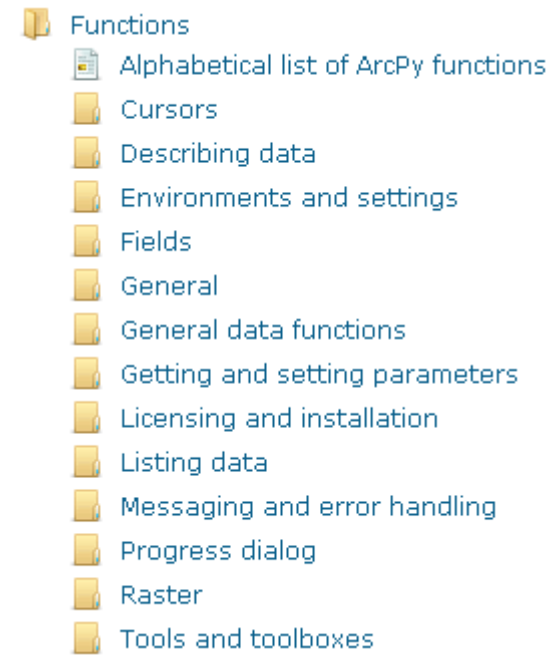 Functions
Alphabetical list of ArcPy functions
Cursors
Describing data
Environments and settings
Fields
General
General data functions
Getting and setting parameters
Licensing and installation
Listing data
Messaging and error handling
Progress dialog
Raster
Tools and toolboxes